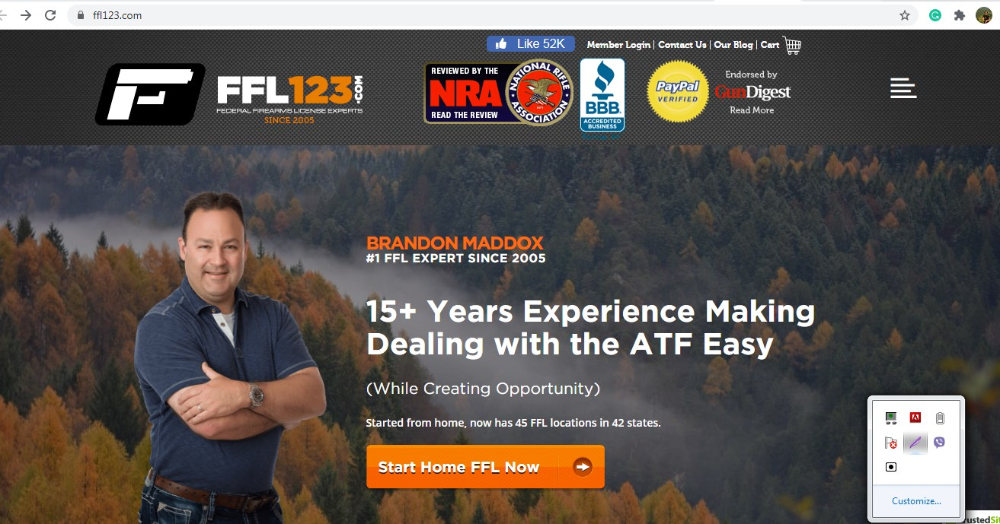 ffl123.com
Like 52K
Member Login | Contact Us | Our Blog | Cart
F
FFL123.COM
FEDERAL FIREARMS LICENSE EXPERTS
SINCE 2005
REVIEWED BY THE
NRA
READ THE REVIEW
NATIONAL RIFLE
ASSOCIATION
BBB
ACCREDITED
BUSINESS
PayPal
VERIFIED
Endorsed by
GunDigest
Read More
BRANDON MADDOX
#1 FFL EXPERT SINCE 2005
15+ Years Experience Making
Dealing with the ATF Easy
(While Creating Opportunity)
Started from home, now has 45 FFL locations in 42 states.
Start Home FFL Now
Customize...